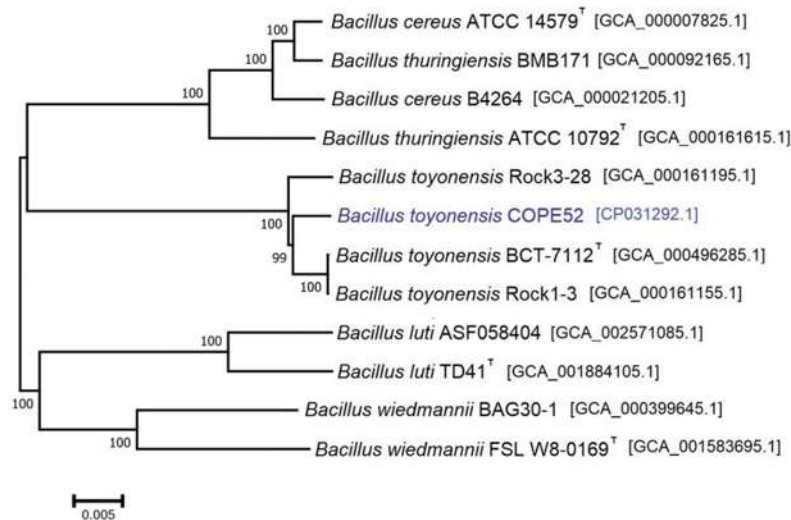 100 Bacillus cereus ATCC 14579ᵀ [GCA_000007825.1]
100 Bacillus thuringiensis BMB171 [GCA_000092165.1]
100 Bacillus cereus B4264 [GCA_000021205.1]
Bacillus thuringiensis ATCC 10792ᵀ [GCA_000161615.1]
Bacillus toyonensis Rock3-28 [GCA_000161195.1]
100 Bacillus toyonensis COPE52 [CP031292.1]
99 Bacillus toyonensis BCT-7112ᵀ [GCA_000496285.1]
100 Bacillus toyonensis Rock1-3 [GCA_000161155.1]
Bacillus luti ASF058404 [GCA_002571085.1]
100 Bacillus luti TD41ᵀ [GCA_001884105.1]
100 Bacillus wiedmannii BAG30-1 [GCA_000399645.1]
100 Bacillus wiedmannii FSL W8-0169ᵀ [GCA_001583695.1]
0.005